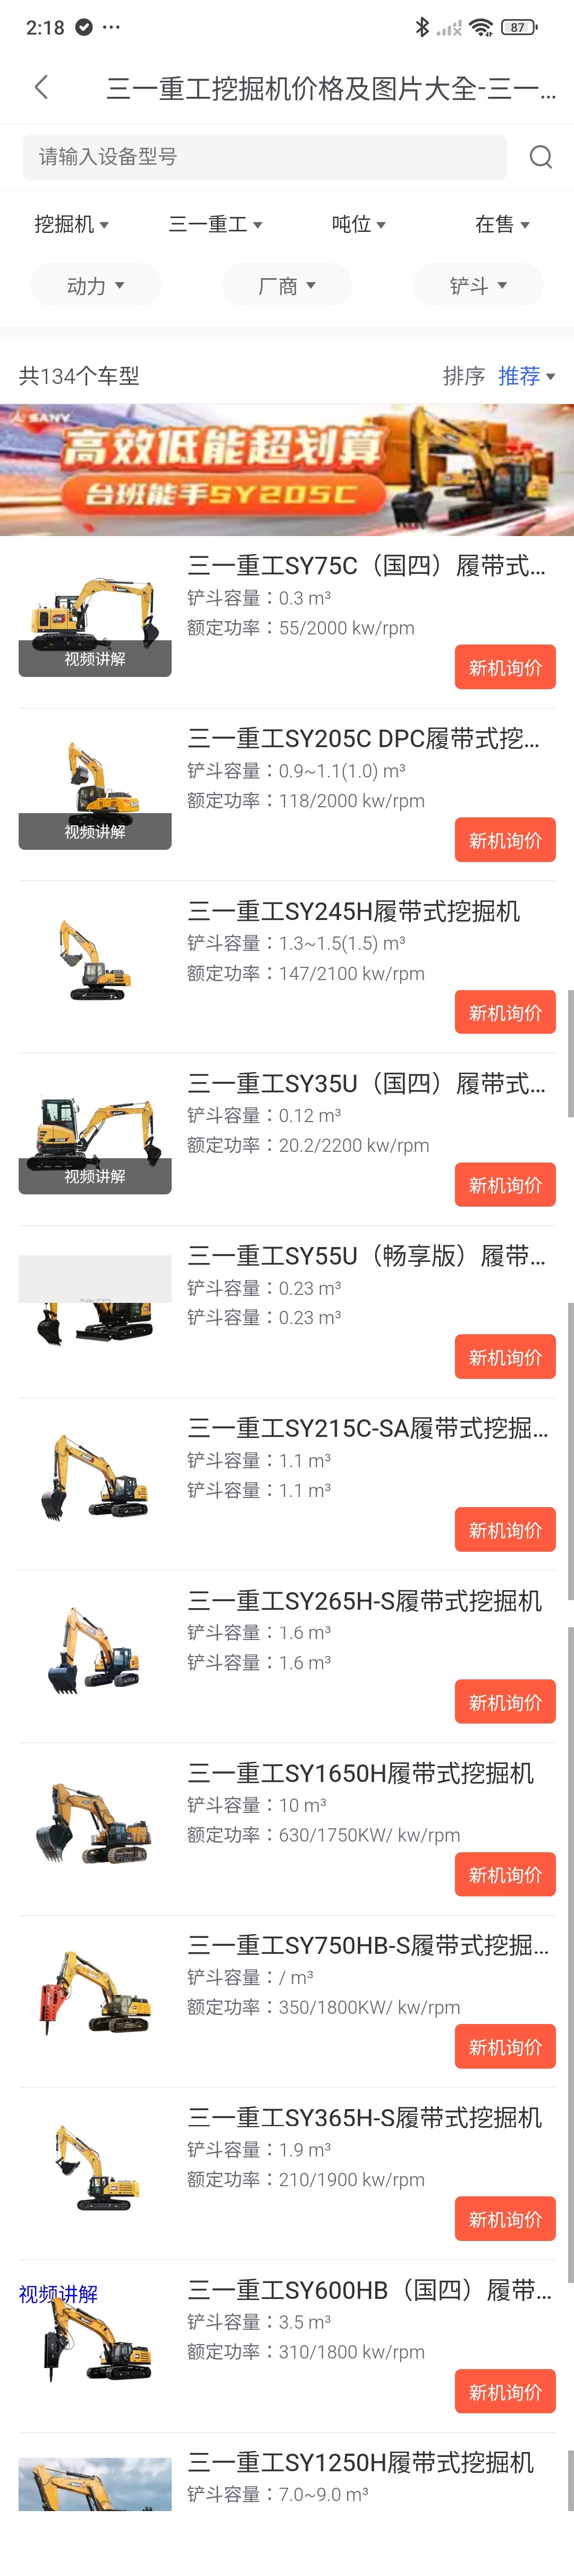 2:18
87
三一重工挖掘机价格及图片大全-三一...
请输入设备型号
挖掘机 三一重工 吨位 在售
动力 厂商 铲斗
共134个车型 排序 推荐
SANY
高效低能超划算
台班能手SY205C
三一重工SY75C（国四）履带式...
铲斗容量：0.3 m³
额定功率：55/2000 kw/rpm
视频讲解
新机询价
三一重工SY205C DPC履带式挖...
铲斗容量：0.9~1.1(1.0) m³
额定功率：118/2000 kw/rpm
视频讲解
新机询价
三一重工SY245H履带式挖掘机
铲斗容量：1.3~1.5(1.5) m³
额定功率：147/2100 kw/rpm
新机询价
三一重工SY35U（国四）履带式...
铲斗容量：0.12 m³
额定功率：20.2/2200 kw/rpm
视频讲解
新机询价
三一重工SY55U（畅享版）履带...
铲斗容量：0.23 m³
铲斗容量：0.23 m³
新机询价
三一重工SY215C-SA履带式挖掘...
铲斗容量：1.1 m³
铲斗容量：1.1 m³
新机询价
三一重工SY265H-S履带式挖掘机
铲斗容量：1.6 m³
铲斗容量：1.6 m³
新机询价
三一重工SY1650H履带式挖掘机
铲斗容量：10 m³
额定功率：630/1750KW/ kw/rpm
新机询价
三一重工SY750HB-S履带式挖掘...
铲斗容量：/ m³
额定功率：350/1800KW/ kw/rpm
新机询价
三一重工SY365H-S履带式挖掘机
铲斗容量：1.9 m³
额定功率：210/1900 kw/rpm
新机询价
视频讲解
三一重工SY600HB（国四）履带...
铲斗容量：3.5 m³
额定功率：310/1800 kw/rpm
新机询价
三一重工SY1250H履带式挖掘机
铲斗容量：7.0~9.0 m³